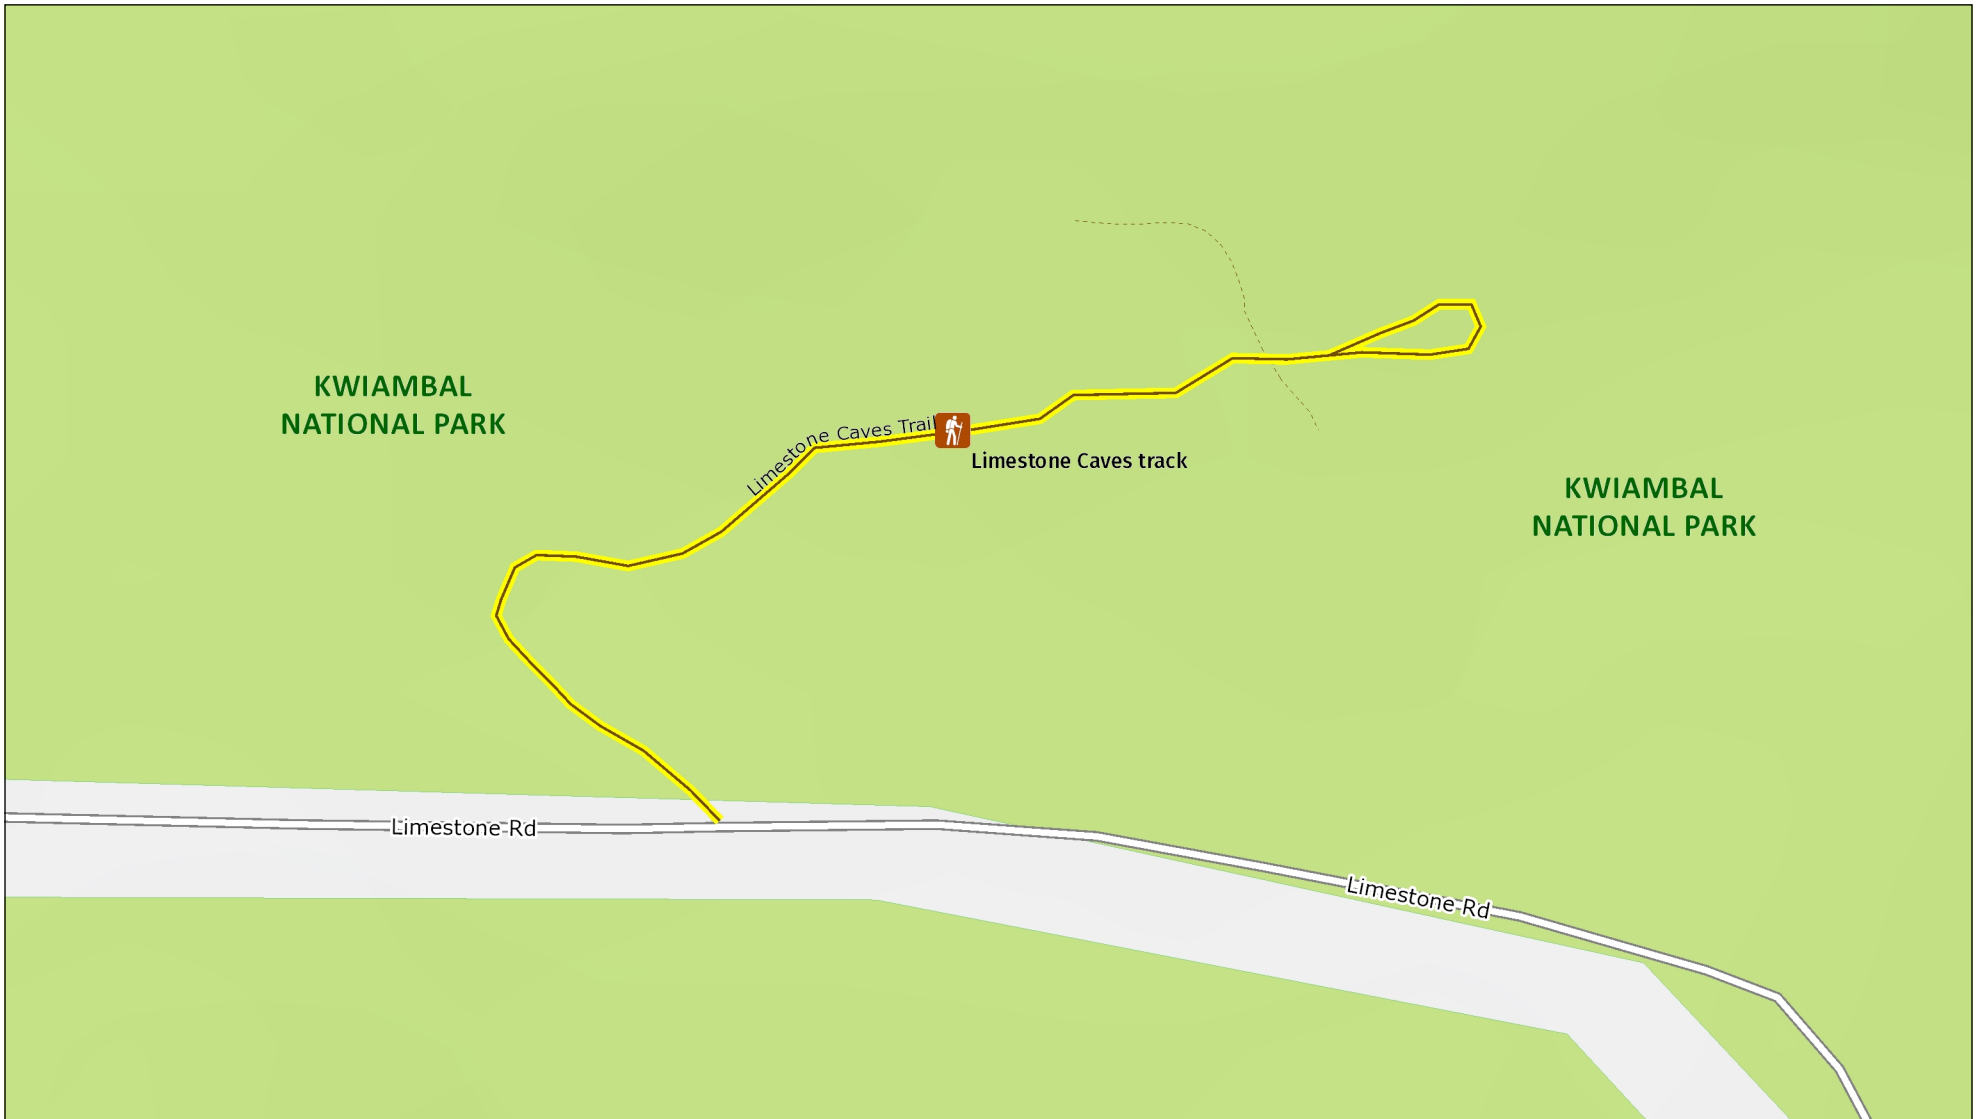 KWIAMBAL
NATIONAL PARK
Limestone Caves Trail
Limestone Caves track
KWIAMBAL
NATIONAL PARK
Limestone Rd
Limestone Rd